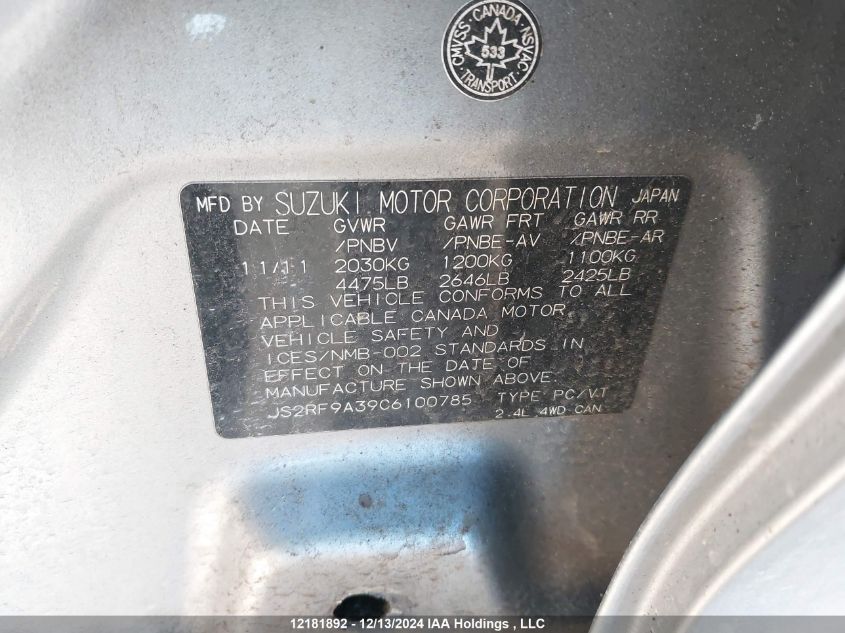 CMVSS · CANADA · NSVAC
533
TRANSPORT
MFD BY SUZUKI MOTOR CORPORATION JAPAN
DATE GVWR GAWR FRT GAWR RR
/PNBV /PNBE-AV /PNBE-AR
11/11 2030KG 1200KG 1100KG
4475LB 2646LB 2425LB
THIS VEHICLE CONFORMS TO ALL
APPLICABLE CANADA MOTOR
VEHICLE SAFETY AND
ICES/NMB-002 STANDARDS IN
EFFECT ON THE DATE OF
MANUFACTURE SHOWN ABOVE.
JS2RF9A39C6100785 TYPE PC/VT
2.4L 4WD CAN
12181892 - 12/13/2024 IAA Holdings , LLC